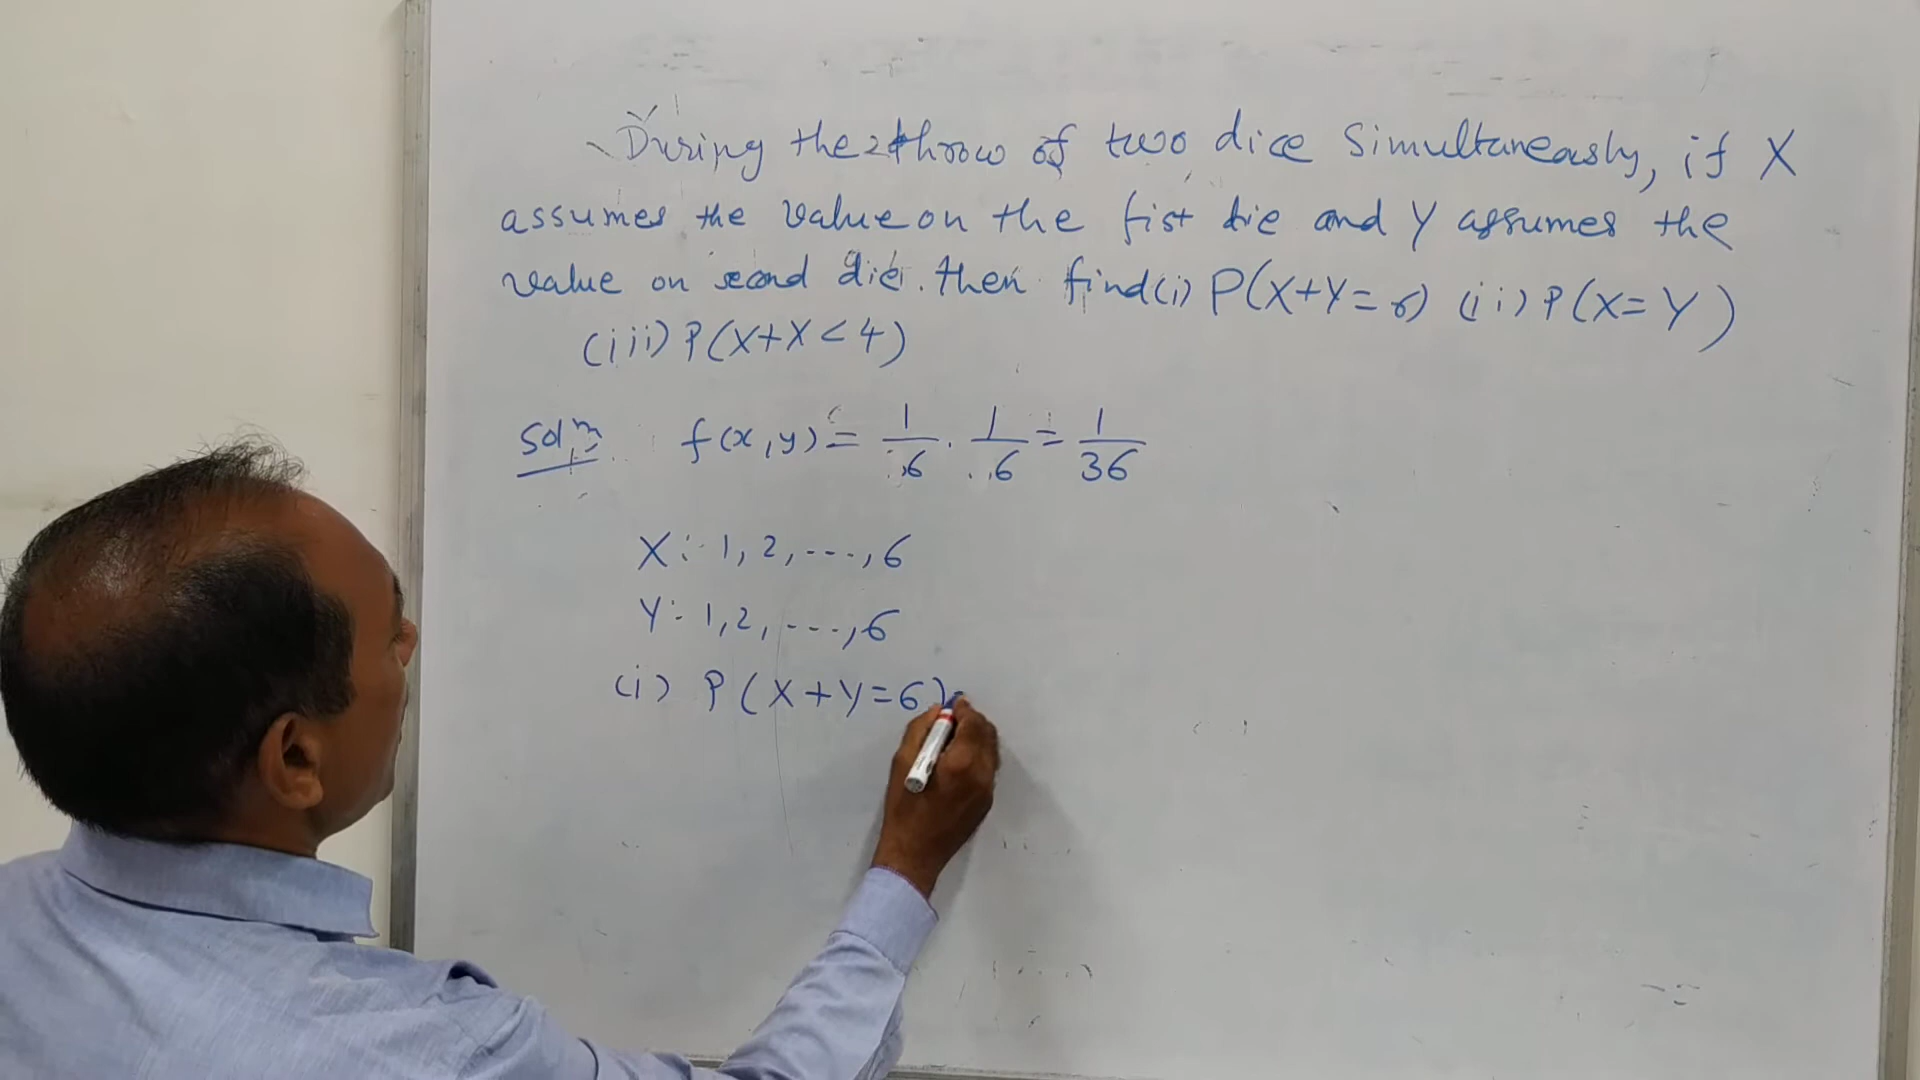 During the throw of two dice Simultaneously, if X
assumes the value on the fist die and Y assumes the
value on second die. then find (i) P(X+Y=6) (ii) P(X=Y)
(iii) P(X+X<4)
Soln f(x,y) = 1/6 . 1/6 = 1/36
X: 1, 2, ---, 6
Y: 1, 2, ---, 6
(i) P(X+Y=6)=